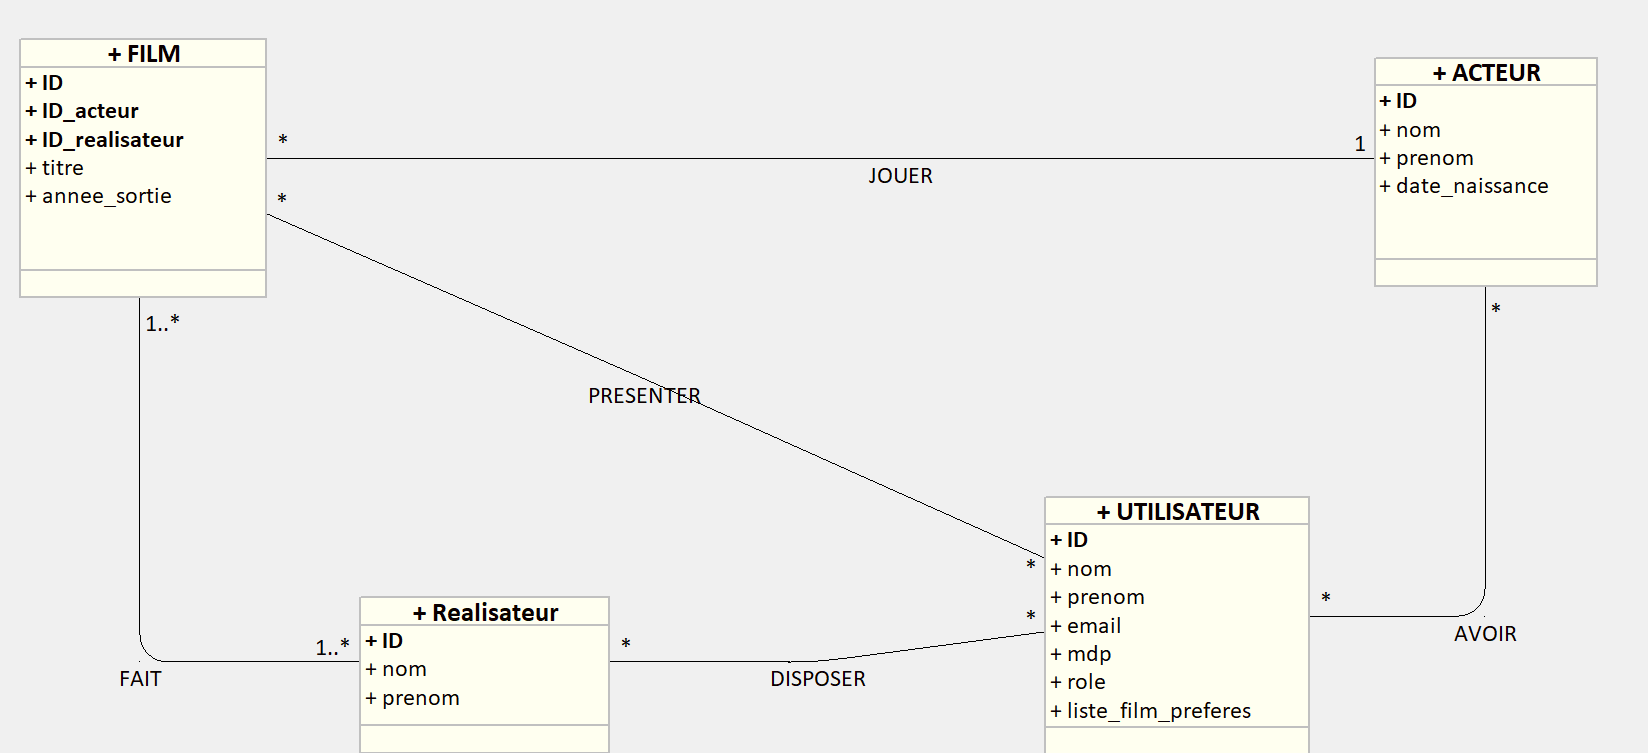 + FILM
+ ID
+ ID_acteur
+ ID_realisateur
+ titre
+ annee_sortie
*
*
1..*
JOUER
1
+ ACTEUR
+ ID
+ nom
+ prenom
+ date_naissance
*
PRESENTER
*
*
+ UTILISATEUR
+ ID
+ nom
+ prenom
+ email
+ mdp
+ role
+ liste_film_preferes
*
AVOIR
FAIT
1..*
+ Realisateur
+ ID
+ nom
+ prenom
*
DISPOSER